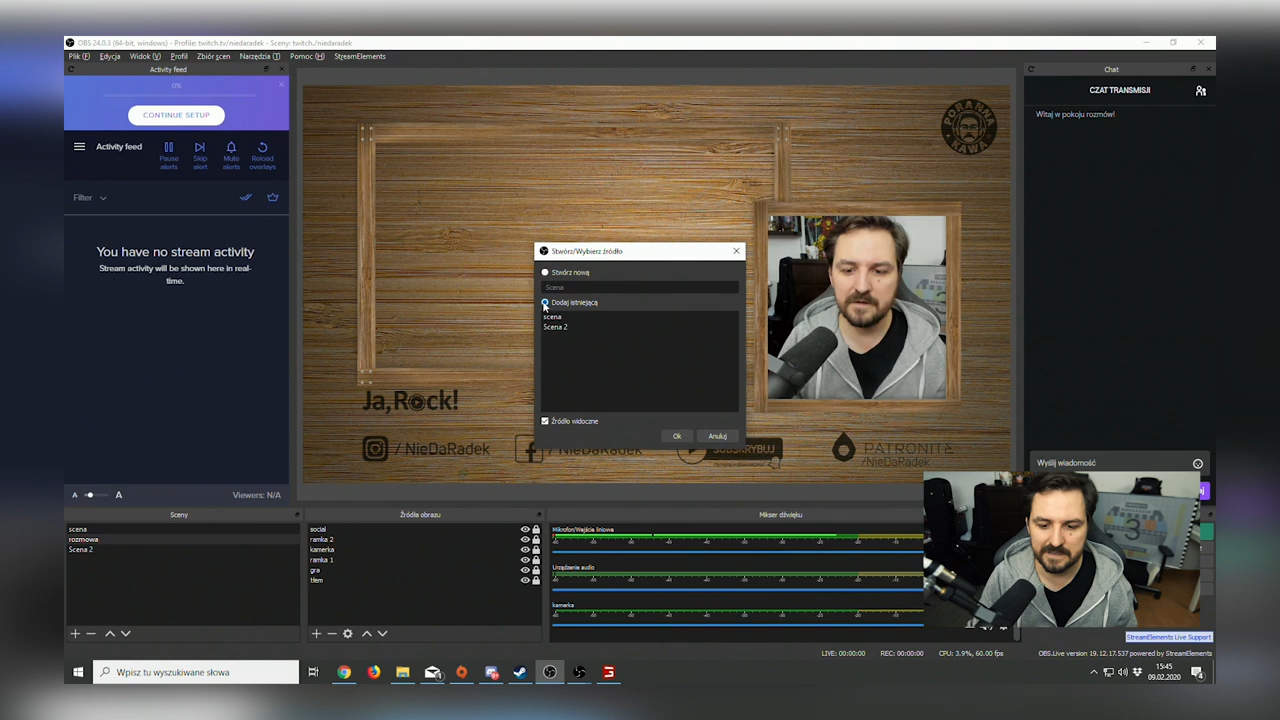 OBS 24.0.3 (64-bit, windows) - Profile: twitch.tv/niedaradek - Sceny: twitch./niedaradek
Plik (F) Edycja Widok (V) Profil Zbiór scen Narzędzia (T) Pomoc (H) StreamElements
Activity feed
0%
CONTINUE SETUP
Activity feed
Pause alerts
Skip alert
Mute alerts
Reload overlays
Filter
You have no stream activity
Stream activity will be shown here in real-
time.
A A Viewers: N/A
PORANNA
KAWA
Stwórz/Wybierz źródło
Stwórz nową
Scena
Dodaj istniejącą
scena
Scena 2
Źródło widoczne
Ok Anuluj
Ja,Rock!
/NieDaRadek
/NieDaRadek
SUBSKRYBUJ
PATRONITE
/NieDaRadek
Chat
CZAT TRANSMISJI
Witaj w pokoju rozmów!
Wyślij wiadomość
Sceny
scena
rozmowa
Scena 2
Źródła obrazu
social
ramka 2
kamerka
ramka 1
gra
tłem
Mikser dźwięku
Mikrofon/Wejście liniowe
Urządzenie audio
kamerka
3
StreamElements Live Support
LIVE: 00:00:00 REC: 00:00:00 CPU: 3.9%, 60.00 fps OBS.Live version 19.12.17.537 powered by StreamElements
Wpisz tu wyszukiwane słowa
15:45
09.02.2020